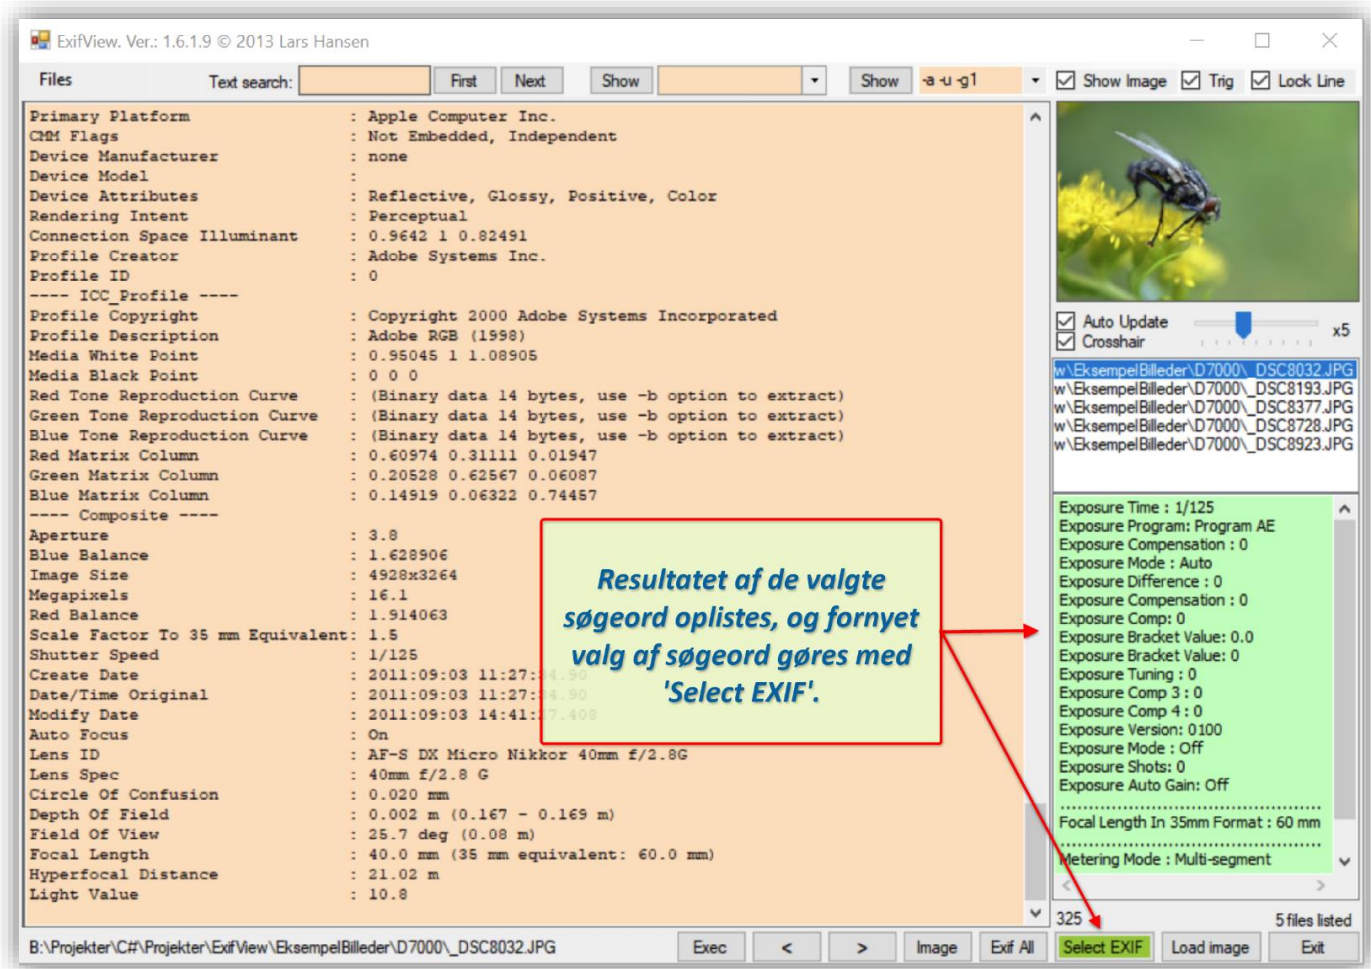 ExifView. Ver.: 1.6.1.9 © 2013 Lars Hansen
Files Text search: First Next Show Show -a -u -g1 Show Image Trig Lock Line
Primary Platform : Apple Computer Inc.
CMM Flags : Not Embedded, Independent
Device Manufacturer : none
Device Model :
Device Attributes : Reflective, Glossy, Positive, Color
Rendering Intent : Perceptual
Connection Space Illuminant : 0.9642 1 0.82491
Profile Creator : Adobe Systems Inc.
Profile ID : 0
---- ICC_Profile ----
Profile Copyright : Copyright 2000 Adobe Systems Incorporated
Profile Description : Adobe RGB (1998)
Media White Point : 0.95045 1 1.08905
Media Black Point : 0 0 0
Red Tone Reproduction Curve : (Binary data 14 bytes, use -b option to extract)
Green Tone Reproduction Curve : (Binary data 14 bytes, use -b option to extract)
Blue Tone Reproduction Curve : (Binary data 14 bytes, use -b option to extract)
Red Matrix Column : 0.60974 0.31111 0.01947
Green Matrix Column : 0.20528 0.62567 0.06087
Blue Matrix Column : 0.14919 0.06322 0.74457
---- Composite ----
Aperture : 3.8
Blue Balance : 1.628906
Image Size : 4928x3264
Megapixels : 16.1
Red Balance : 1.914063
Scale Factor To 35 mm Equivalent: 1.5
Shutter Speed : 1/125
Create Date : 2011:09:03 11:27:34.90
Date/Time Original : 2011:09:03 11:27:34.90
Modify Date : 2011:09:03
Auto Focus : On
Lens ID : AF-S DX Micro Nikkor 40mm f/2.8G
Lens Spec : 40mm f/2.8 G
Circle Of Confusion : 0.020 mm
Depth Of Field : 0.002 m (0.167 - 0.169 m)
Field Of View : 25.7 deg (0.08 m)
Focal Length : 40.0 mm (35 mm equivalent: 60.0 mm)
Hyperfocal Distance : 21.02 m
Light Value : 10.8
Resultatet af de valgte
søgeord oplistes, og fornyet
valg af søgeord gøres med
'Select EXIF'.
Auto Update x5
Crosshair
w\EksempelBilleder\D7000\_DSC8032.JPG
w\EksempelBilleder\D7000\_DSC8193.JPG
w\EksempelBilleder\D7000\_DSC8377.JPG
w\EksempelBilleder\D7000\_DSC8728.JPG
w\EksempelBilleder\D7000\_DSC8923.JPG
Exposure Time : 1/125
Exposure Program: Program AE
Exposure Compensation : 0
Exposure Mode : Auto
Exposure Difference : 0
Exposure Compensation : 0
Exposure Comp: 0
Exposure Bracket Value: 0.0
Exposure Bracket Value: 0
Exposure Tuning : 0
Exposure Comp 3 : 0
Exposure Comp 4 : 0
Exposure Version: 0100
Exposure Mode : Off
Exposure Shots: 0
Exposure Auto Gain: Off
Focal Length In 35mm Format : 60 mm
Metering Mode : Multi-segment
325 5 files listed
B:\Projekter\C#\Projekter\ExifView\EksempelBilleder\D7000\_DSC8032.JPG Exec < > Image Exif All Select EXIF Load image Exit